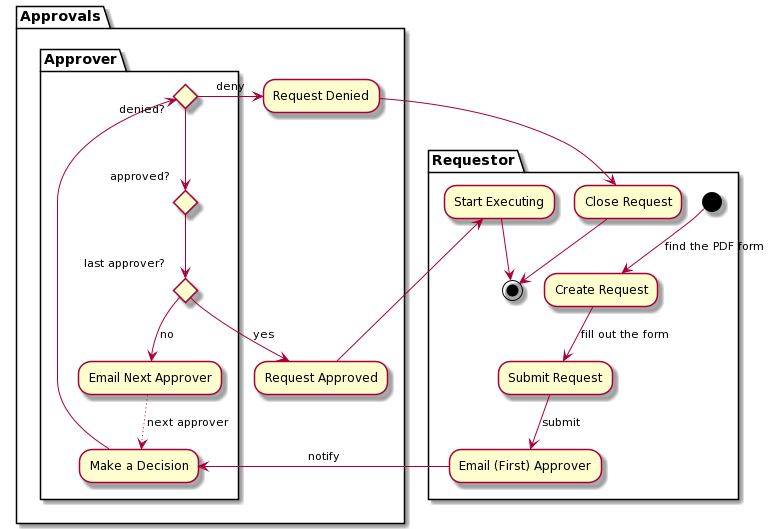 Approvals
Approver
deny
Request Denied
denied?
approved?
last approver?
no
yes
Email Next Approver
Request Approved
next approver
Make a Decision
notify
Requestor
Start Executing
Close Request
find the PDF form
Create Request
fill out the form
Submit Request
submit
Email (First) Approver